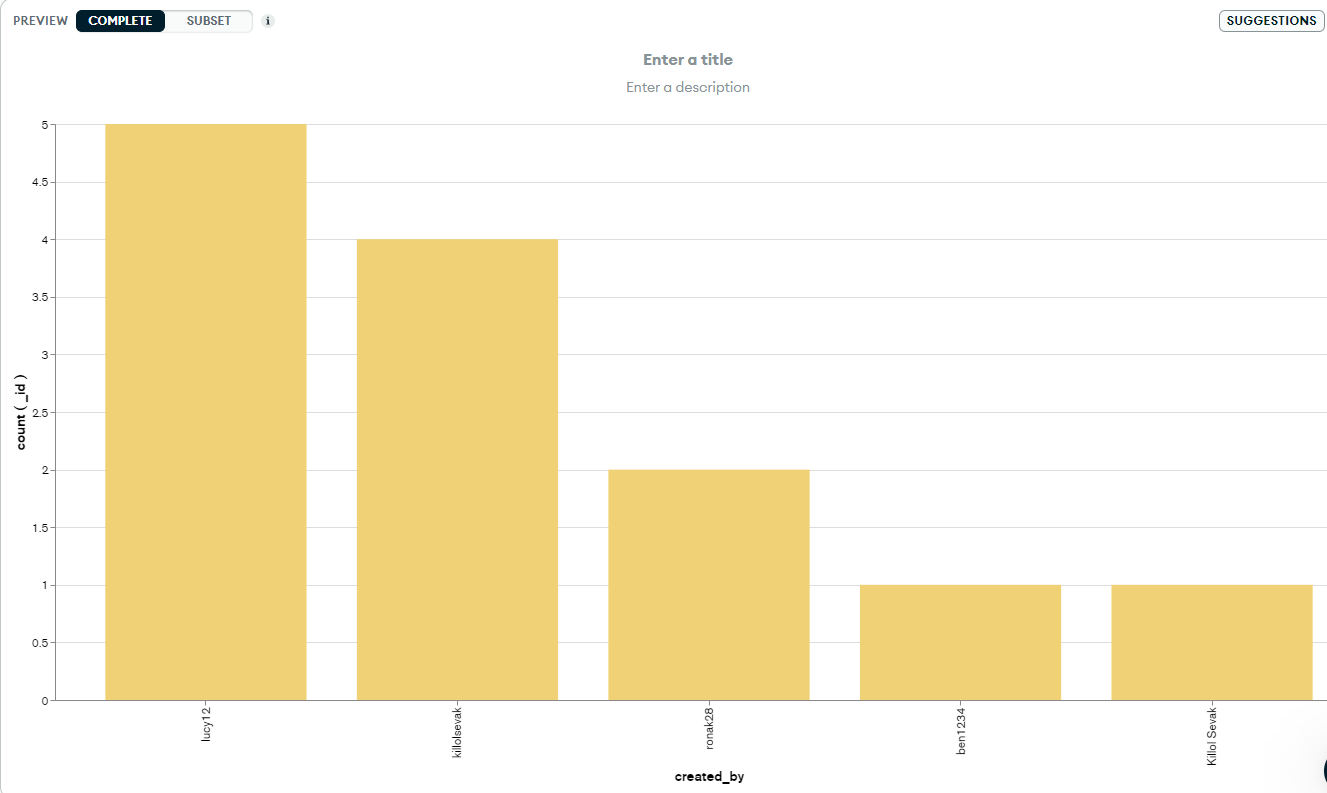 PREVIEW COMPLETE SUBSET i SUGGESTIONS
Enter a title
Enter a description
5
4.5
4
3.5
3
2.5
2
1.5
1
0.5
0
count ( _id )
lucy12 killolsevak ronak28 ben1234 Killol Sevak
created_by